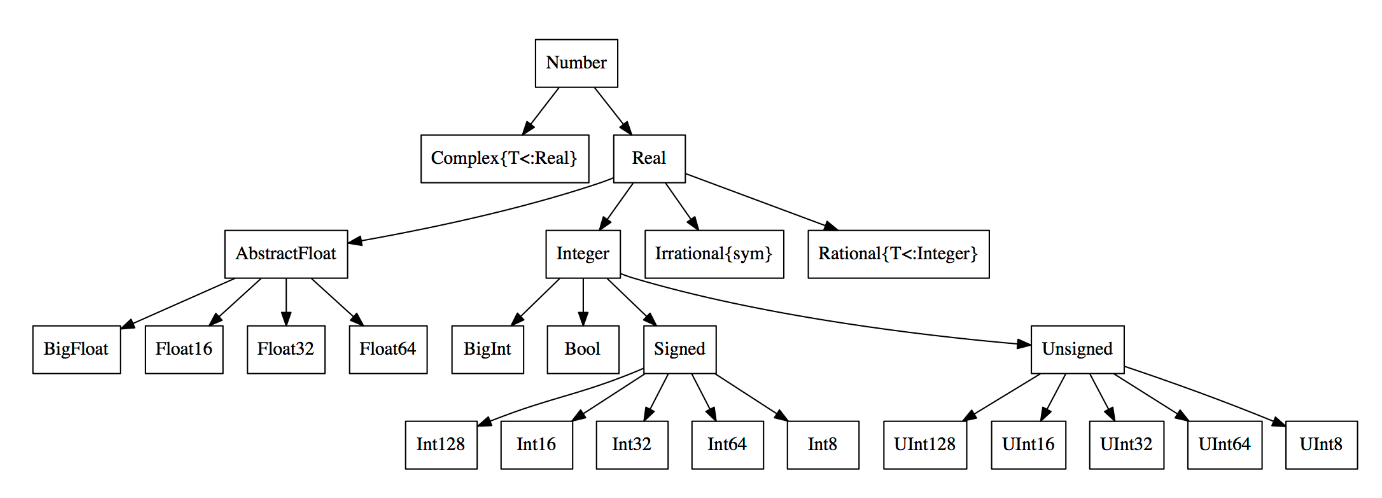 Number
Complex{T<:Real}
Real
AbstractFloat
Integer
Irrational{sym}
Rational{T<:Integer}
BigFloat
Float16
Float32
Float64
BigInt
Bool
Signed
Unsigned
Int128
Int16
Int32
Int64
Int8
UInt128
UInt16
UInt32
UInt64
UInt8